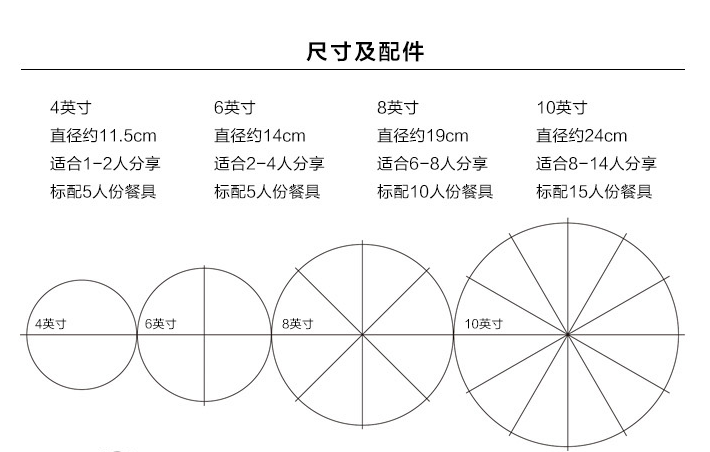 尺寸及配件
4英寸
直径约11.5cm
适合1-2人分享
标配5人份餐具
6英寸
直径约14cm
适合2-4人分享
标配5人份餐具
8英寸
直径约19cm
适合6-8人分享
标配10人份餐具
10英寸
直径约24cm
适合8-14人分享
标配15人份餐具
4英寸
6英寸
8英寸
10英寸